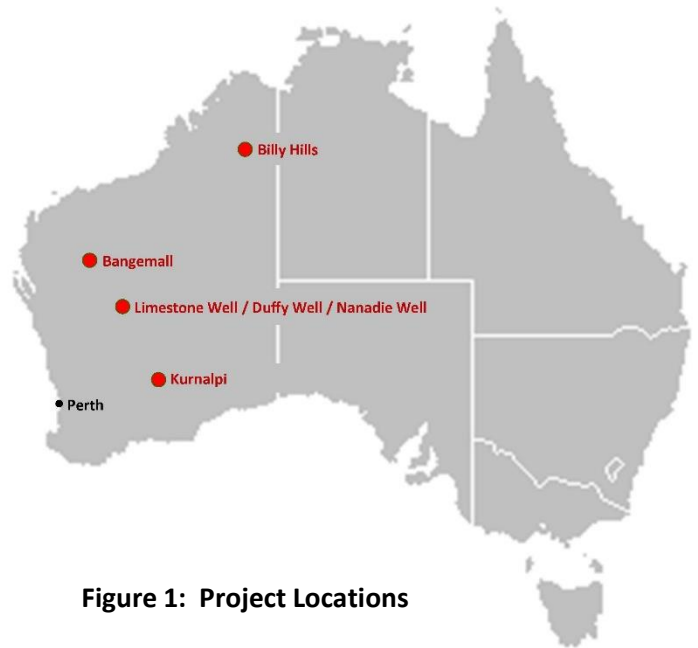 Billy Hills
Bangemall
Limestone Well / Duffy Well / Nanadie Well
Kurnalpi
Perth
Figure 1: Project Locations